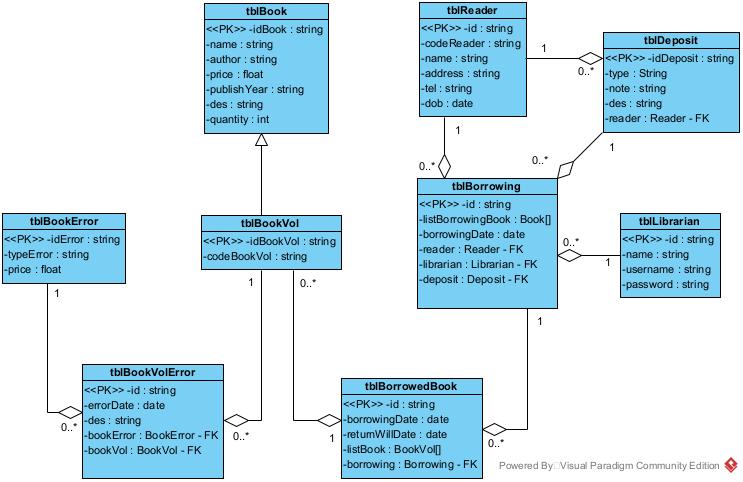 tblBook
<<PK>> -idBook : string
-name : string
-author : string
-price : float
-publishYear : string
-des : string
-quantity : int
tblReader
<<PK>> -id : string
-codeReader : string
-name : string
-address : string
-tel : string
-dob : date
1
0..*
tblDeposit
<<PK>> -idDeposit : string
-type : String
-note : string
-des : string
-reader : Reader - FK
1
0..*
1
0..*
tblBorrowing
<<PK>> -id : string
-listBorrowingBook : Book[]
-borrowingDate : date
-reader : Reader - FK
-librarian : Librarian - FK
-deposit : Deposit - FK
0..*
1
tblLibrarian
<<PK>> -id : string
-name : string
-username : string
-password : string
tblBookError
<<PK>> -idError : string
-typeError : string
-price : float
tblBookVol
<<PK>> -idBookVol : string
-codeBookVol : string
1
1
0..*
1
tblBookVolError
<<PK>> -id : string
-errorDate : date
-des : string
-bookError : BookError - FK
-bookVol : BookVol - FK
0..*
0..*
tblBorrowedBook
<<PK>> -id : string
-borrowingDate : date
-returnWillDate : date
-listBook : BookVol[]
-borrowing : Borrowing - FK
1
0..*
Powered By Visual Paradigm Community Edition